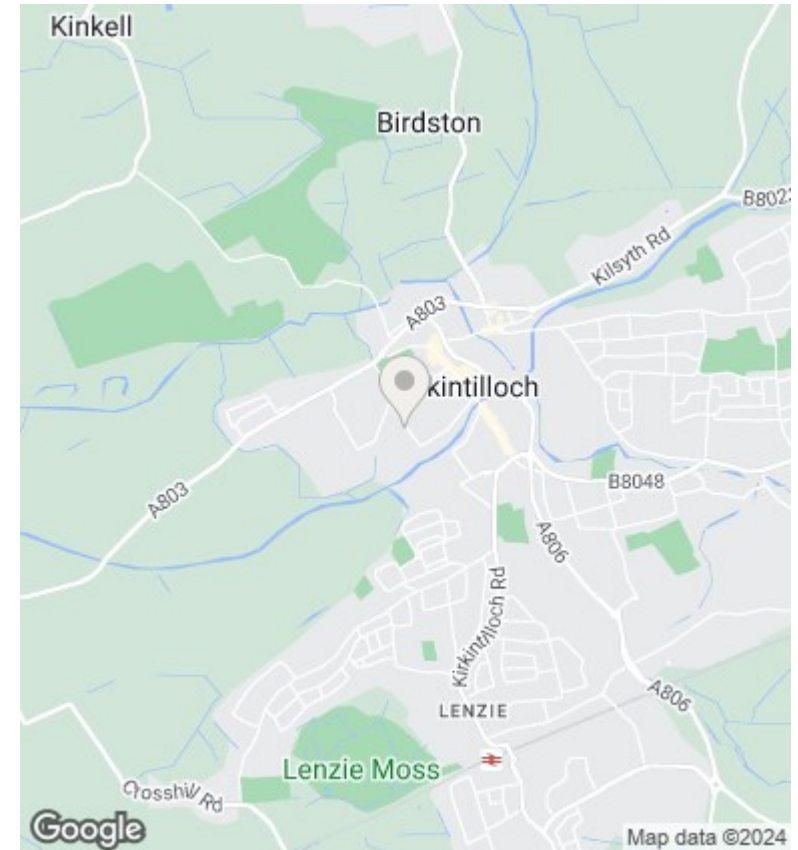 Kinkell
Birdston
B802
Kilsyth Rd
A803
kintilloch
A803
B8048
A806
Kirkintilloch Rd
A806
LENZIE
Lenzie Moss
Crosshill Rd
Google
Map data ©2024